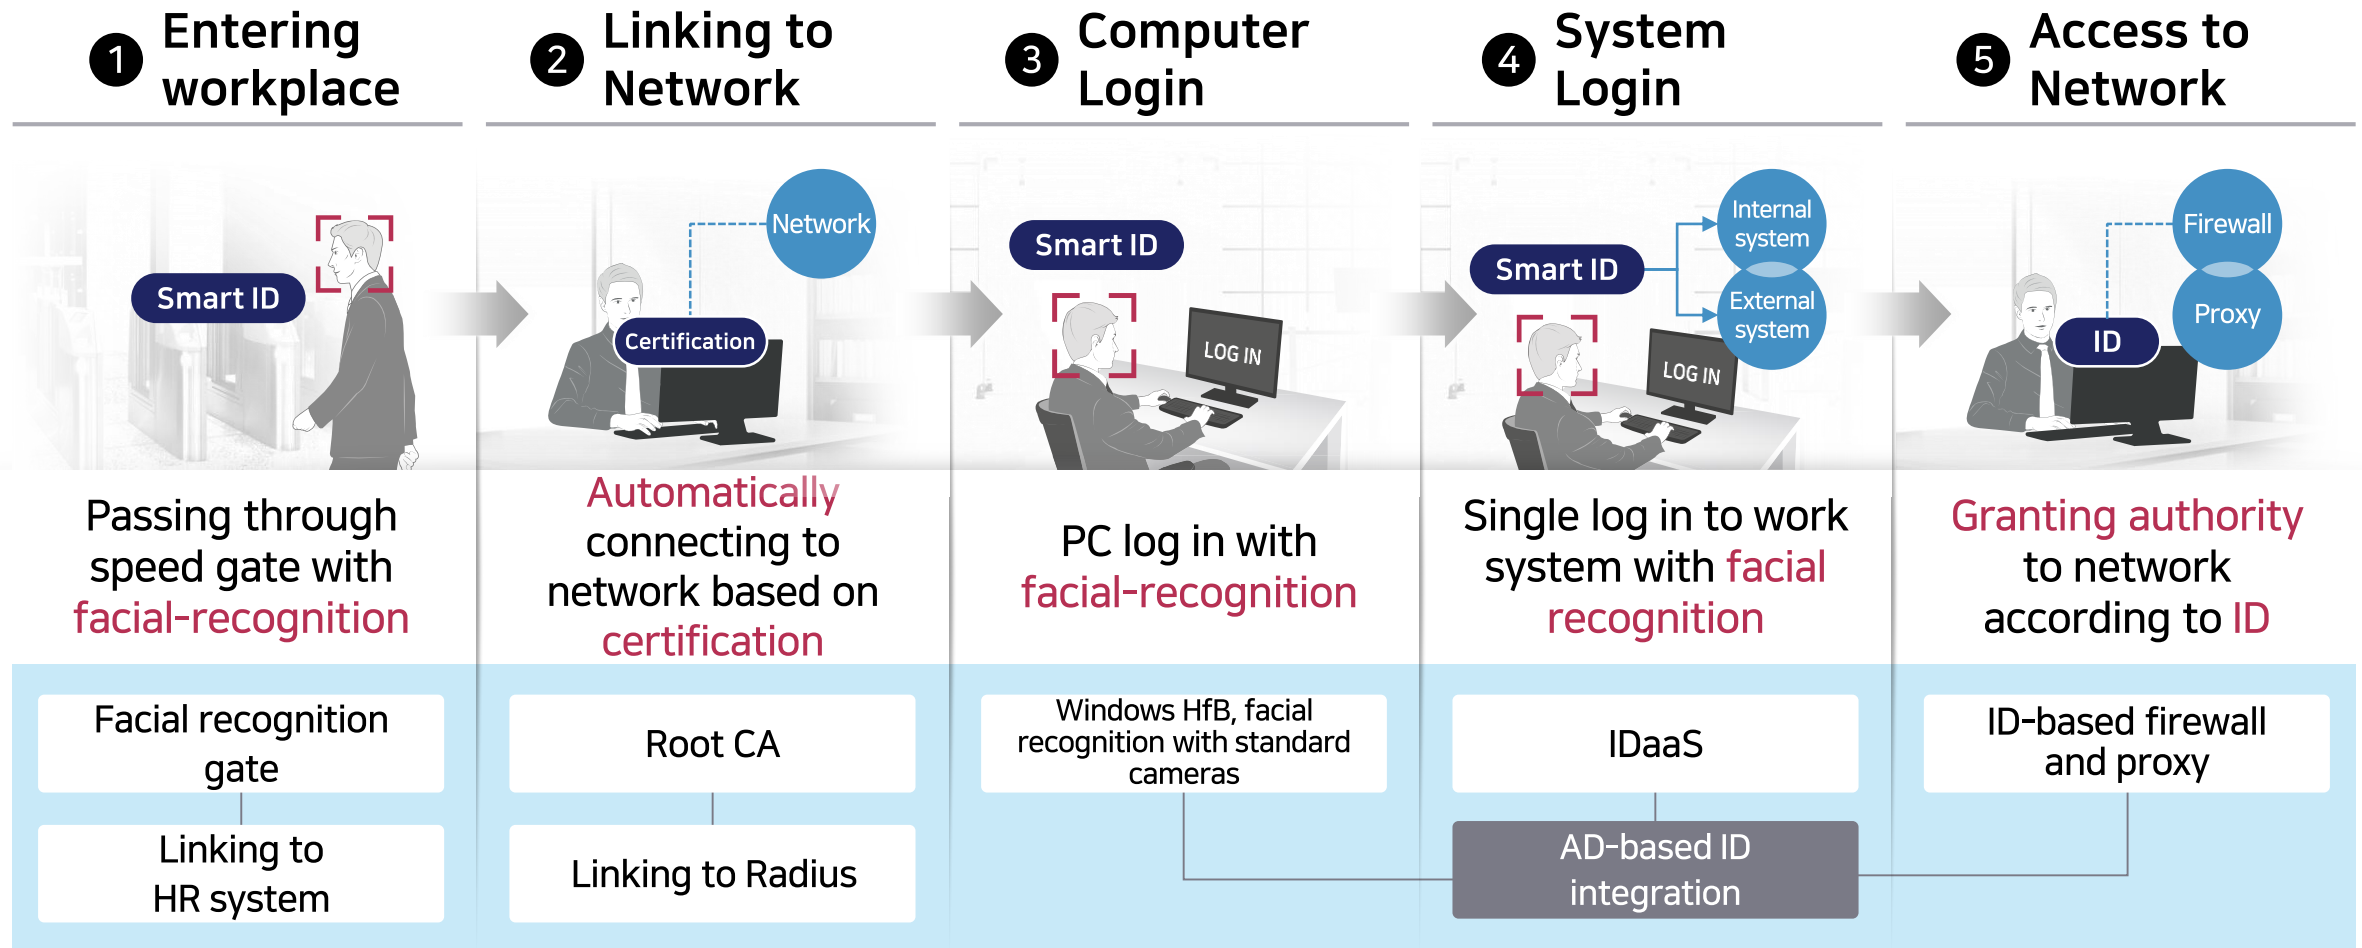 1 Entering
workplace
2 Linking to
Network
3 Computer
Login
4 System
Login
5 Access to
Network
Smart ID
Network
Certification
Smart ID
LOG IN
Smart ID
Internal
system
External
system
LOG IN
Firewall
Proxy
ID
Passing through
speed gate with
facial-recognition
Automatically
connecting to
network based on
certification
PC log in with
facial-recognition
Single log in to work
system with facial
recognition
Granting authority
to network
according to ID
Facial recognition
gate
Linking to
HR system
Root CA
Linking to Radius
Windows HfB, facial
recognition with standard
cameras
IDaaS
AD-based ID
integration
ID-based firewall
and proxy